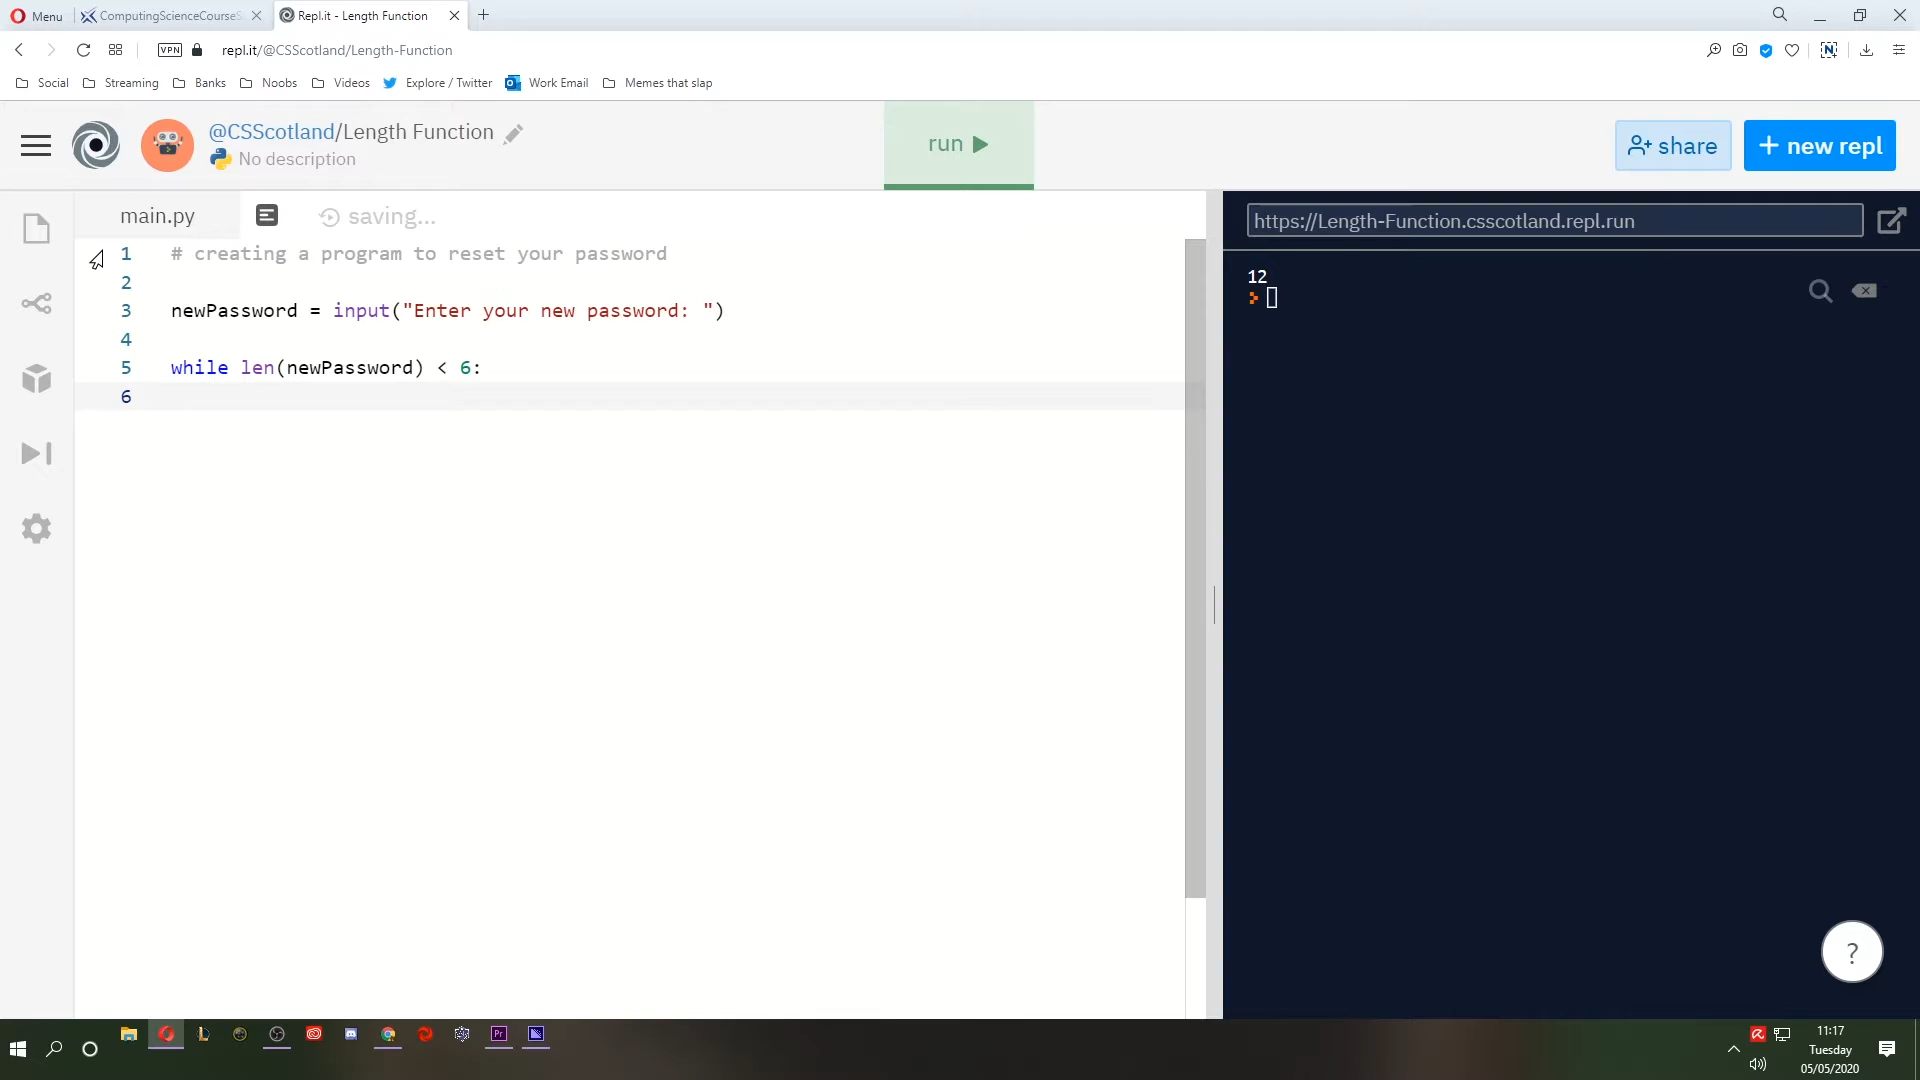 Menu
ComputingScienceCourseS
Repl.it - Length Function
VPN
repl.it/@CSScotland/Length-Function
Social
Streaming
Banks
Noobs
Videos
Explore / Twitter
Work Email
Memes that slap
@CSScotland/Length Function
No description
run
share
+ new repl
main.py
saving...
https://Length-Function.csscotland.repl.run
1 # creating a program to reset your password
2
3 newPassword = input("Enter your new password: ")
4
5 while len(newPassword) < 6:
6
12
?
Pr
11:17
Tuesday
05/05/2020